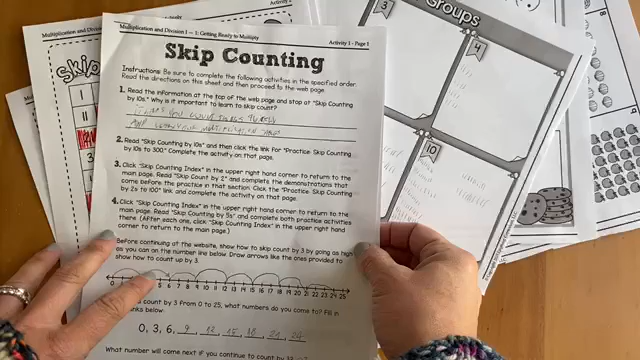 Multiplication and Division 1 – 1: Getting Ready to Multiply
Activity 1 - Page 1
Skip Counting
Instructions: Be sure to complete the following activities in the specified order.
Read the directions on this sheet and then proceed to the web page.
1. Read the information at the top of the web page and stop at "Skip Counting
by 10s." Why is it important to learn to skip count?
2. Read "Skip Counting by 10s" and then click the link for "Practice: Skip Counting
by 10s to 300." Complete the activity on that page.
3. Click "Skip Counting Index" in the upper right hand corner to return to the
main page. Read "Skip Count by 2" and complete the demonstrations that
come before the practice in that section. Click the "Practice: Skip Counting
by 2s to 100" link and complete the activity on that page.
4. Click "Skip Counting Index" in the upper right hand corner to return to the
main page. Read "Skip Counting by 5s" and complete both practice activities
there. (After each one, click "Skip Counting Index" in the upper right hand
corner to return to the main page.)
Before continuing at the website, show how to skip count by 3 by going as high
as you can on the number line below. Draw arrows like the ones provided to
show how to count up by 3.
0
5 6 7 8 9 10 11 12 13 14 15 16 17 18 19 20 21 22 23 24 25
count by 3 from 0 to 25, what numbers do you come to? Fill in
nks below.
0, 3, 6, 9, 12, 15, 18, 21, 24
What number will come next if you continue to count by 3?
Multiplication and Division
Skip
1
1
3
Groups
3
4
10